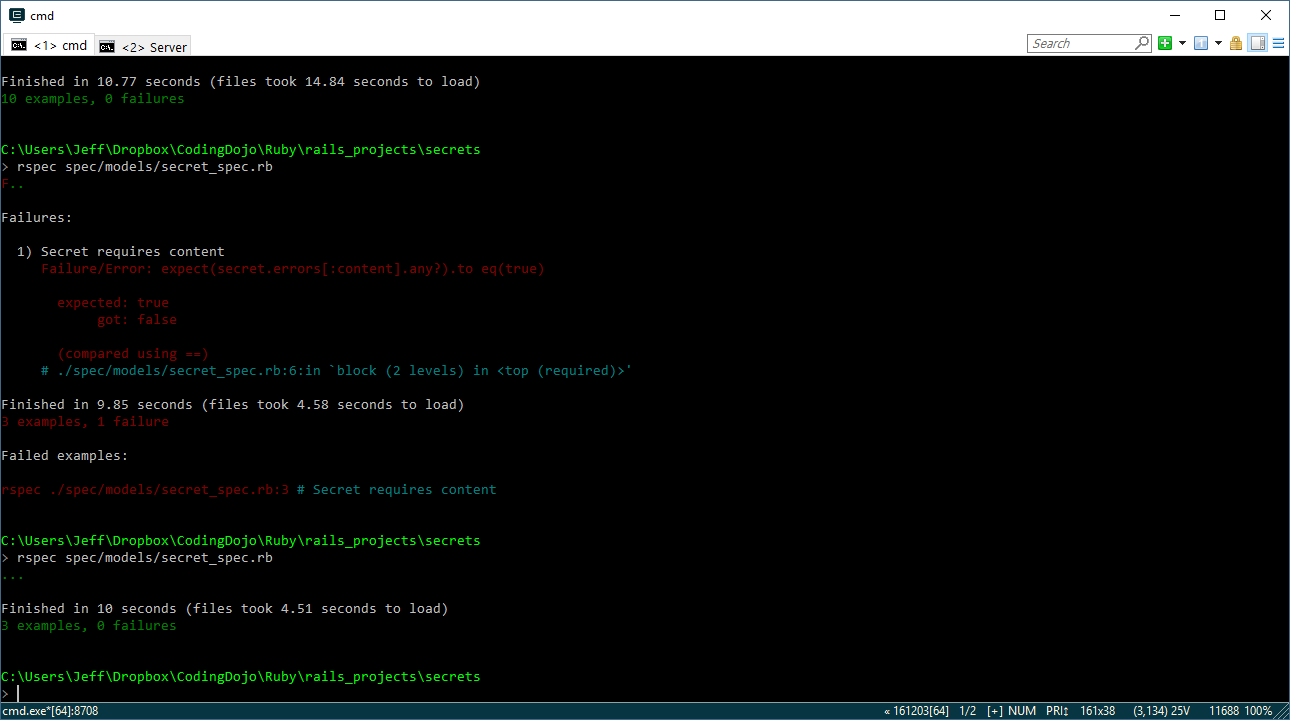 cmd
<1> cmd
<2> Server
Search
Finished in 10.77 seconds (files took 14.84 seconds to load)
10 examples, 0 failures
C:\Users\Jeff\Dropbox\CodingDojo\Ruby\rails_projects\secrets
> rspec spec/models/secret_spec.rb
F..
Failures:
1) Secret requires content
Failure/Error: expect(secret.errors[:content].any?).to eq(true)
expected: true
got: false
(compared using ==)
# ./spec/models/secret_spec.rb:6:in `block (2 levels) in <top (required)>'
Finished in 9.85 seconds (files took 4.58 seconds to load)
3 examples, 1 failure
Failed examples:
rspec ./spec/models/secret_spec.rb:3 # Secret requires content
C:\Users\Jeff\Dropbox\CodingDojo\Ruby\rails_projects\secrets
> rspec spec/models/secret_spec.rb
...
Finished in 10 seconds (files took 4.51 seconds to load)
3 examples, 0 failures
C:\Users\Jeff\Dropbox\CodingDojo\Ruby\rails_projects\secrets
>
cmd.exe*[64]:8708 « 161203[64] 1/2 [+] NUM PRI↕ 161x38 (3,134) 25V 11688 100%